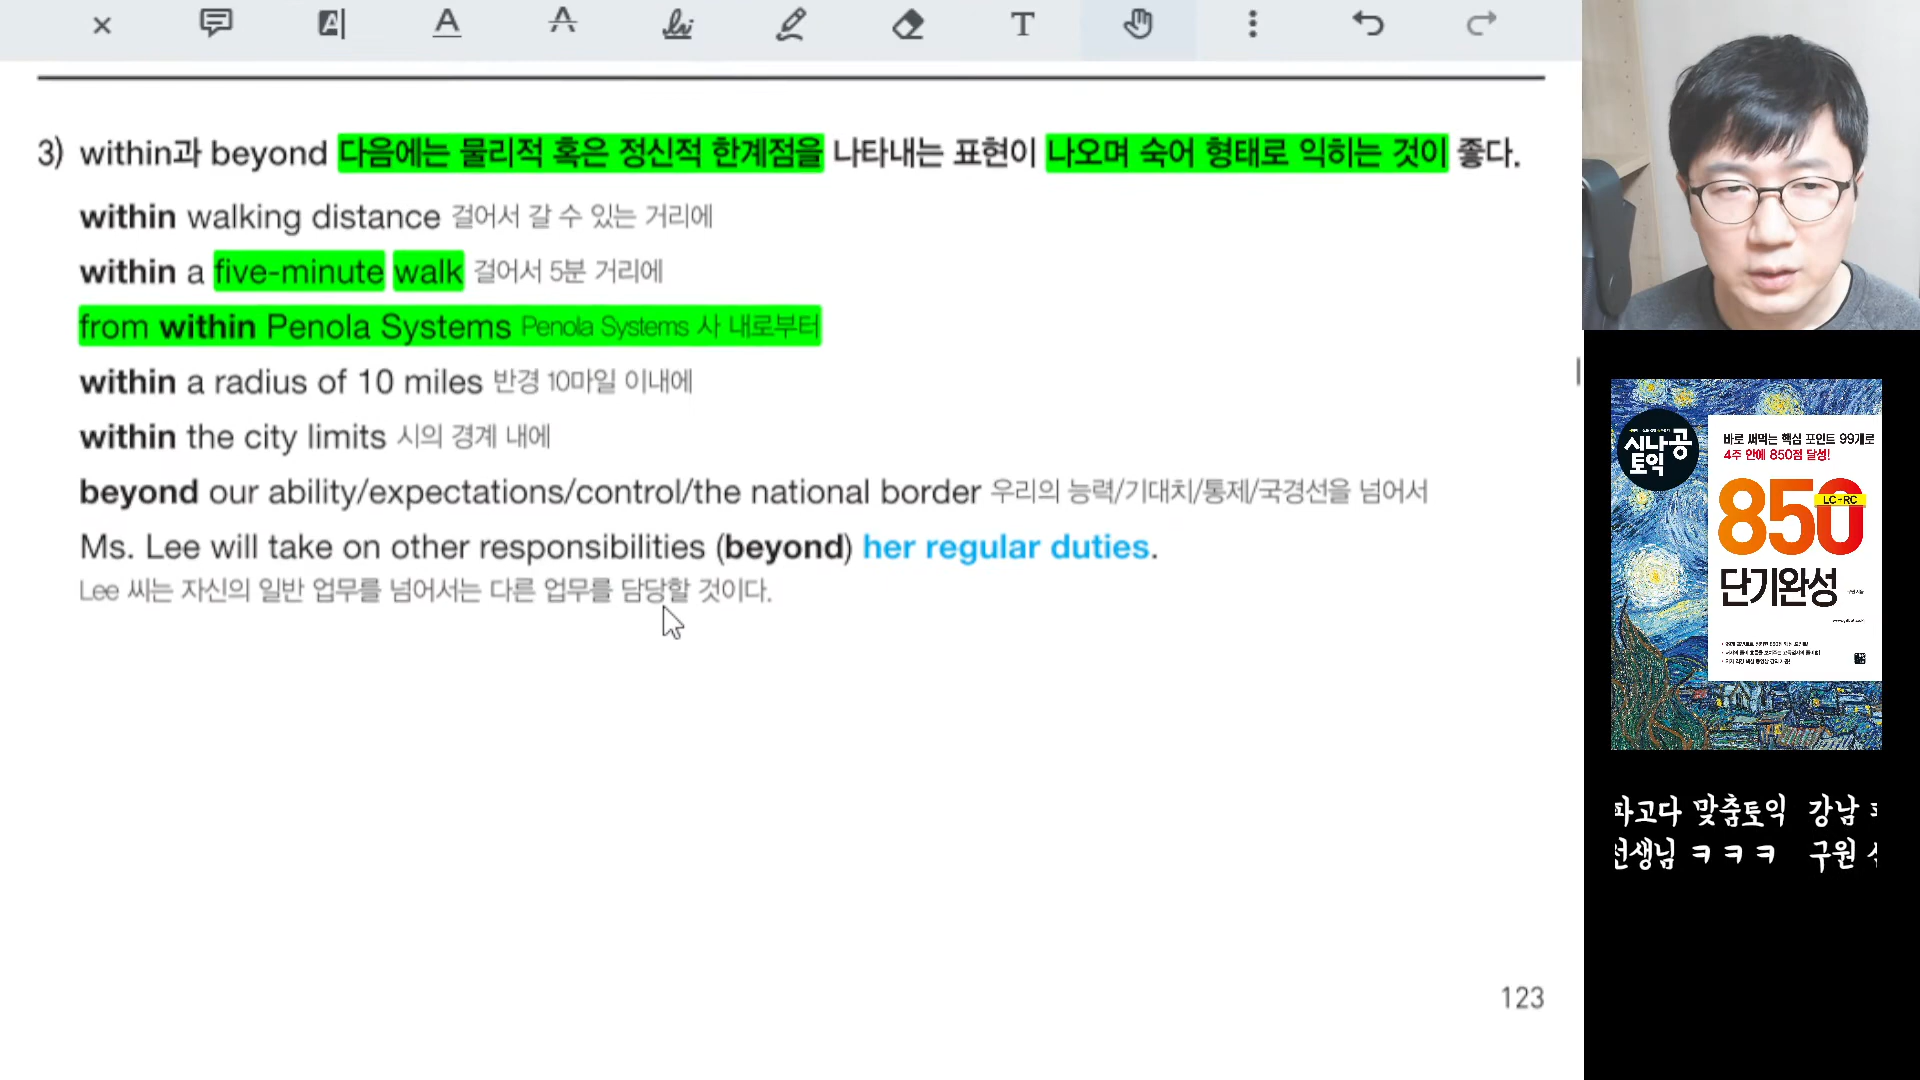 3) within과 beyond 다음에는 물리적 혹은 정신적 한계점을 나타내는 표현이 나오며 숙어 형태로 익히는 것이 좋다.
within walking distance 걸어서 갈 수 있는 거리에
within a five-minute walk 걸어서 5분 거리에
from within Penola Systems Penola Systems 사 내로부터
within a radius of 10 miles 반경 10마일 이내에
within the city limits 시의 경계 내에
beyond our ability/expectations/control/the national border 우리의 능력/기대치/통제/국경선을 넘어서
Ms. Lee will take on other responsibilities (beyond) her regular duties.
Lee 씨는 자신의 일반 업무를 넘어서는 다른 업무를 담당할 것이다.
123
시나공
토익
바로 써먹는 핵심 포인트 99개로
4주 안에 850점 달성!
850
LC+RC
단기완성
파고다 맞춤토익 강남
선생님 ㅋㅋㅋ 구원